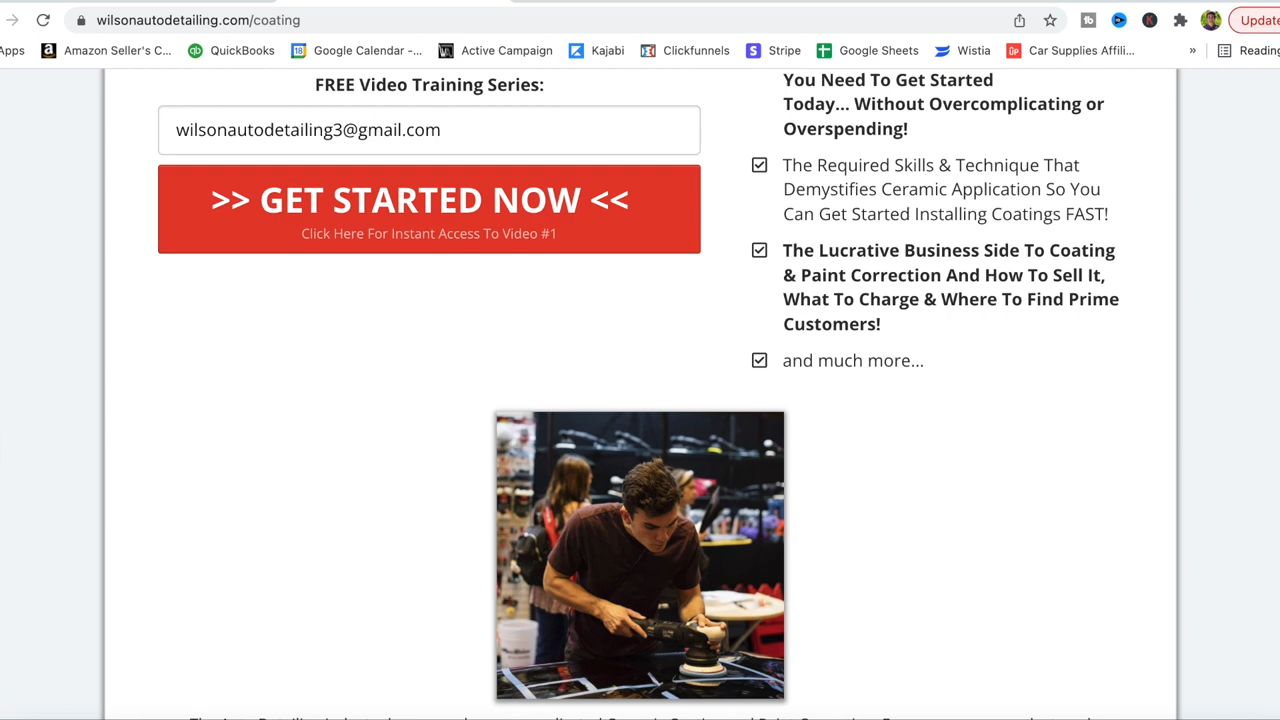 wilsonautodetailing.com/coating
Update
Apps
Amazon Seller's C...
QuickBooks
Google Calendar -...
Active Campaign
Kajabi
Clickfunnels
Stripe
Google Sheets
Wistia
Car Supplies Affili...
»
Reading
FREE Video Training Series:
wilsonautodetailing3@gmail.com
>> GET STARTED NOW <<
Click Here For Instant Access To Video #1
You Need To Get Started
Today... Without Overcomplicating or
Overspending!
The Required Skills & Technique That
Demystifies Ceramic Application So You
Can Get Started Installing Coatings FAST!
The Lucrative Business Side To Coating
& Paint Correction And How To Sell It,
What To Charge & Where To Find Prime
Customers!
and much more...